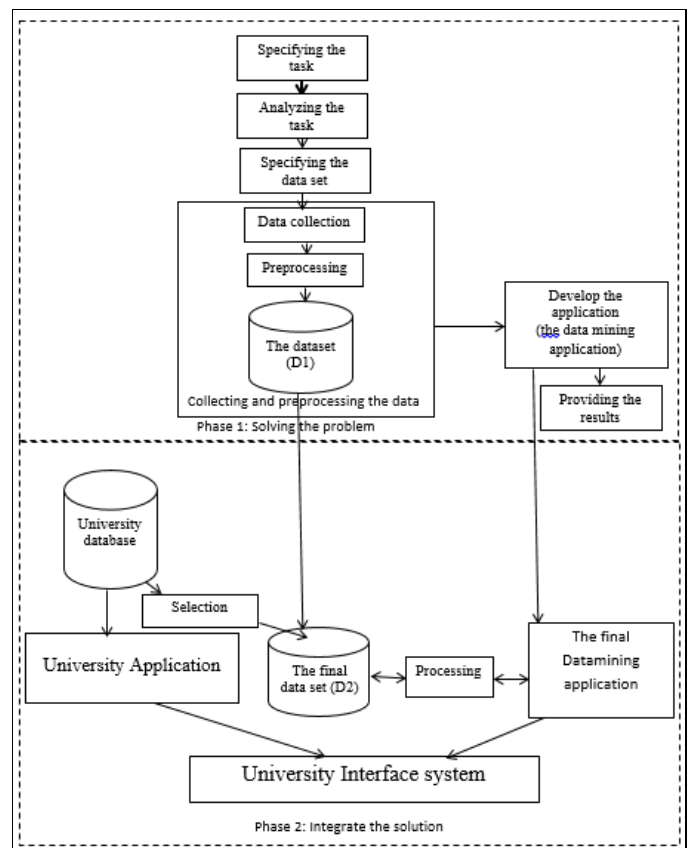 Specifying the
task
Analyzing the
task
Specifying the
data set
Data collection
Preprocessing
The dataset
(D1)
Collecting and preprocessing the data
Phase 1: Solving the problem
Develop the
application
(the data mining
application)
Providing the
results
University
database
Selection
University Application
The final
data set (D2)
Processing
The final
Datamining
application
University Interface system
Phase 2: Integrate the solution